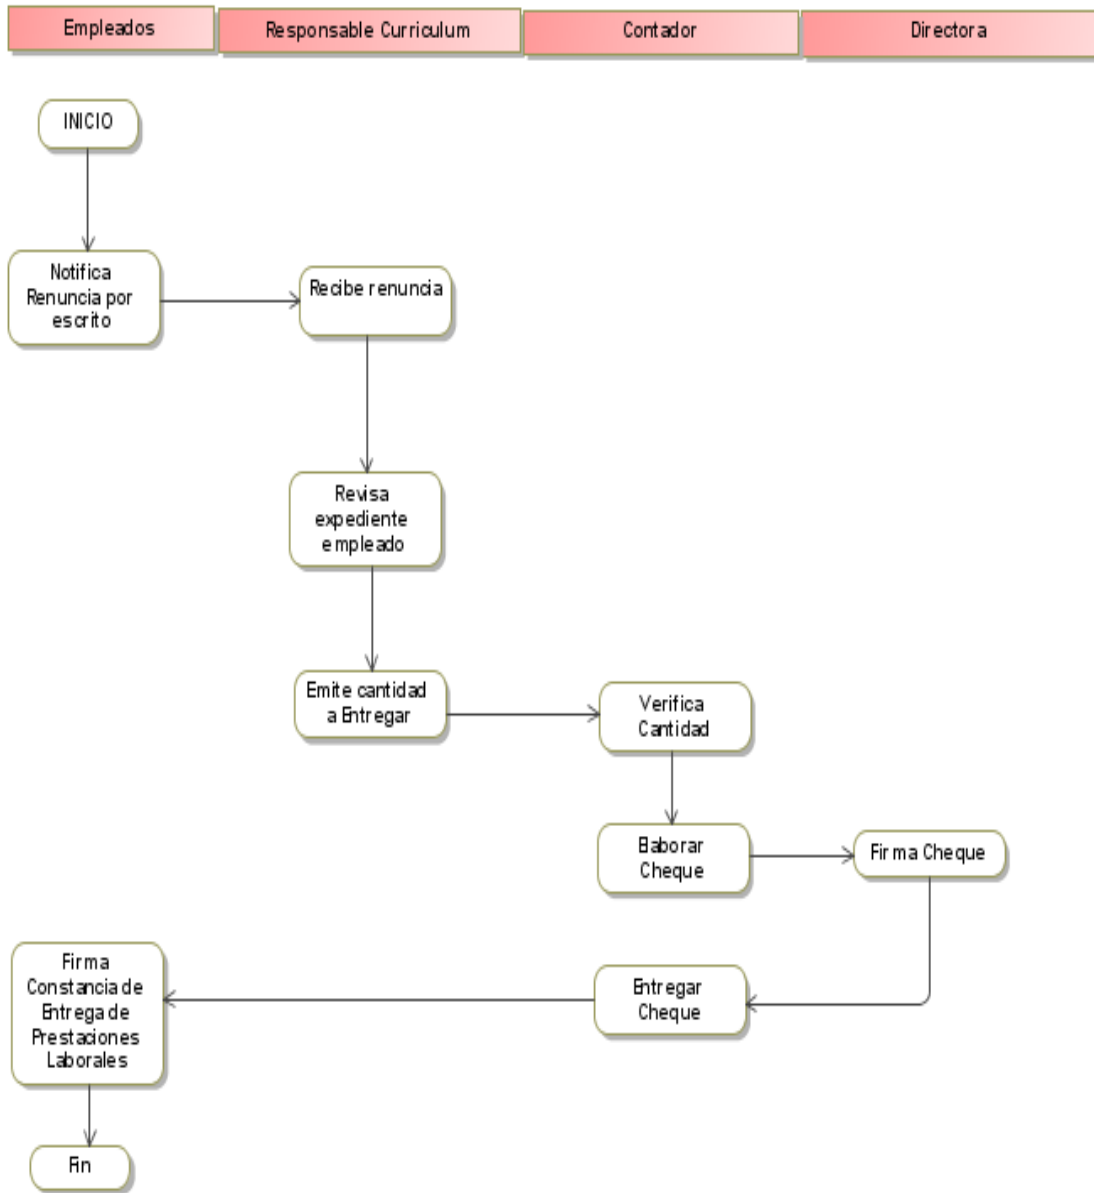 Empleados
Responsable Curriculum
Contador
Directora
INICIO
Notifica
Renuncia por
escrito
Recibe renuncia
Revisa
expediente
empleado
Emite cantidad
a Entregar
Verifica
Cantidad
Elaborar
Cheque
Firma Cheque
Firma
Constancia de
Entrega de
Prestaciones
Laborales
Entregar
Cheque
Fin